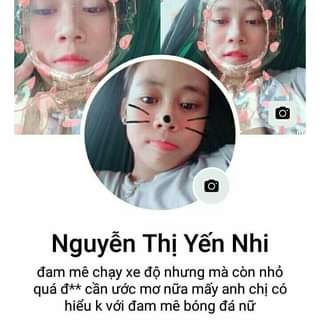 Nguyễn Thị Yến Nhi
đam mê chạy xe độ nhưng mà còn nhỏ
quá đ** cần ước mơ nữa mấy anh chị có
hiểu k với đam mê bóng đá nữ